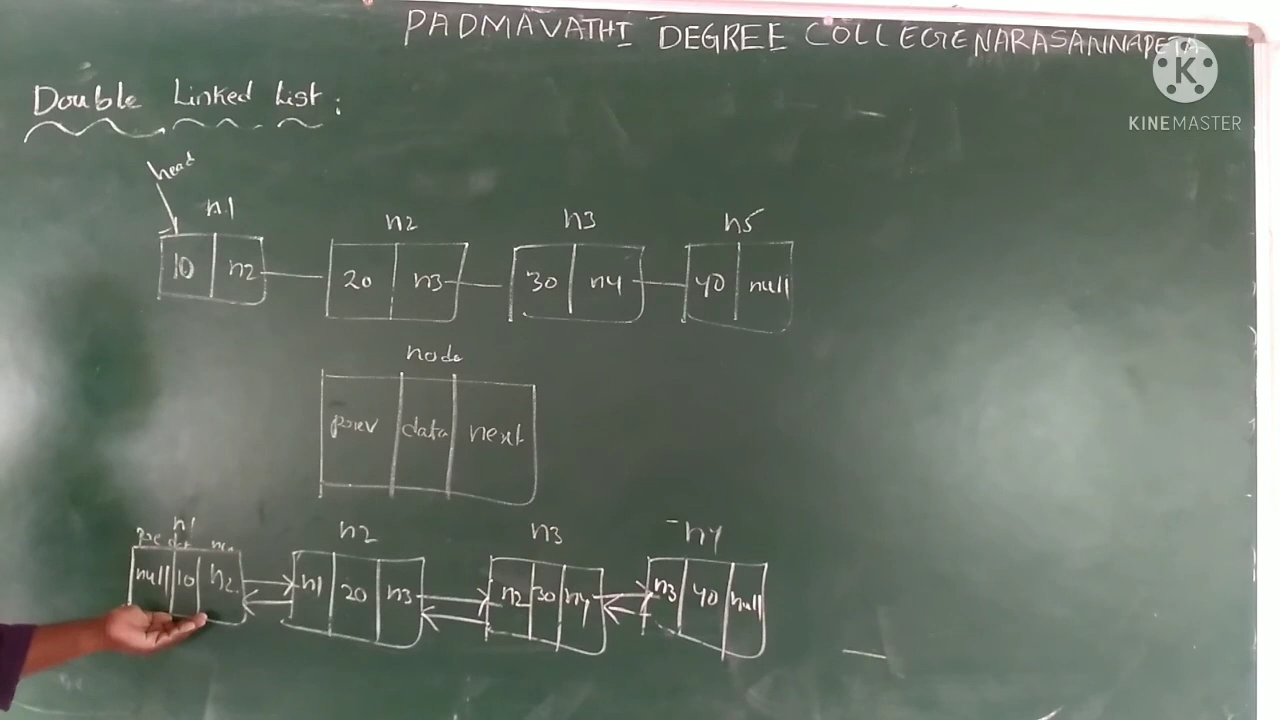 PADMAVATHI DEGREE COLLEGE NARASANNAPETA
K
KINEMASTER
Double Linked List:
head
n1 n2 n3 n5
10 n2 20 n3 30 n4 40 null
node
prev data next
n1 n2 n3 n4
null 10 n2 n1 20 n3 n2 30 n4 n3 40 null